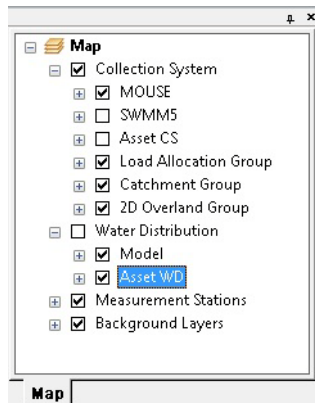 Map
Collection System
MOUSE
SWMM5
Asset CS
Load Allocation Group
Catchment Group
2D Overland Group
Water Distribution
Model
Asset WD
Measurement Stations
Background Layers
Map